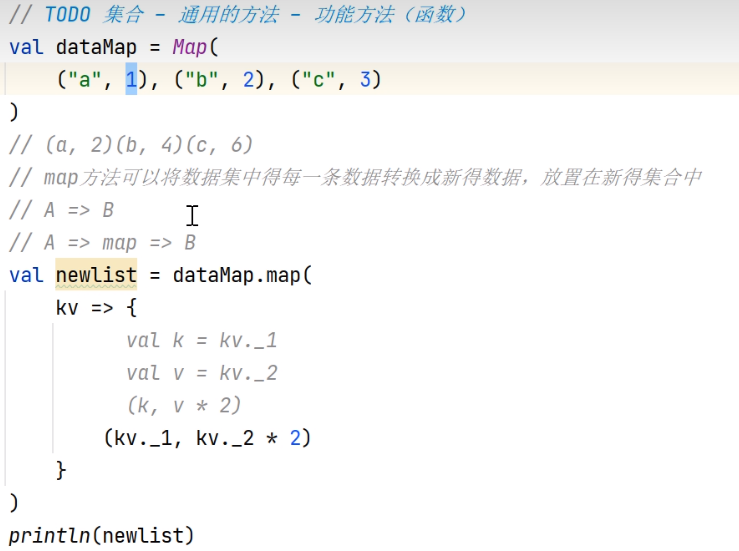 // TODO 集合 - 通用的方法 - 功能方法（函数）
val dataMap = Map(
("a", 1), ("b", 2), ("c", 3)
)
// (a, 2)(b, 4)(c, 6)
// map方法可以将数据集中得每一条数据转换成新得数据，放置在新得集合中
// A => B
// A => map => B
val newlist = dataMap.map(
kv => {
val k = kv._1
val v = kv._2
(k, v * 2)
(kv._1, kv._2 * 2)
}
)
println(newlist)